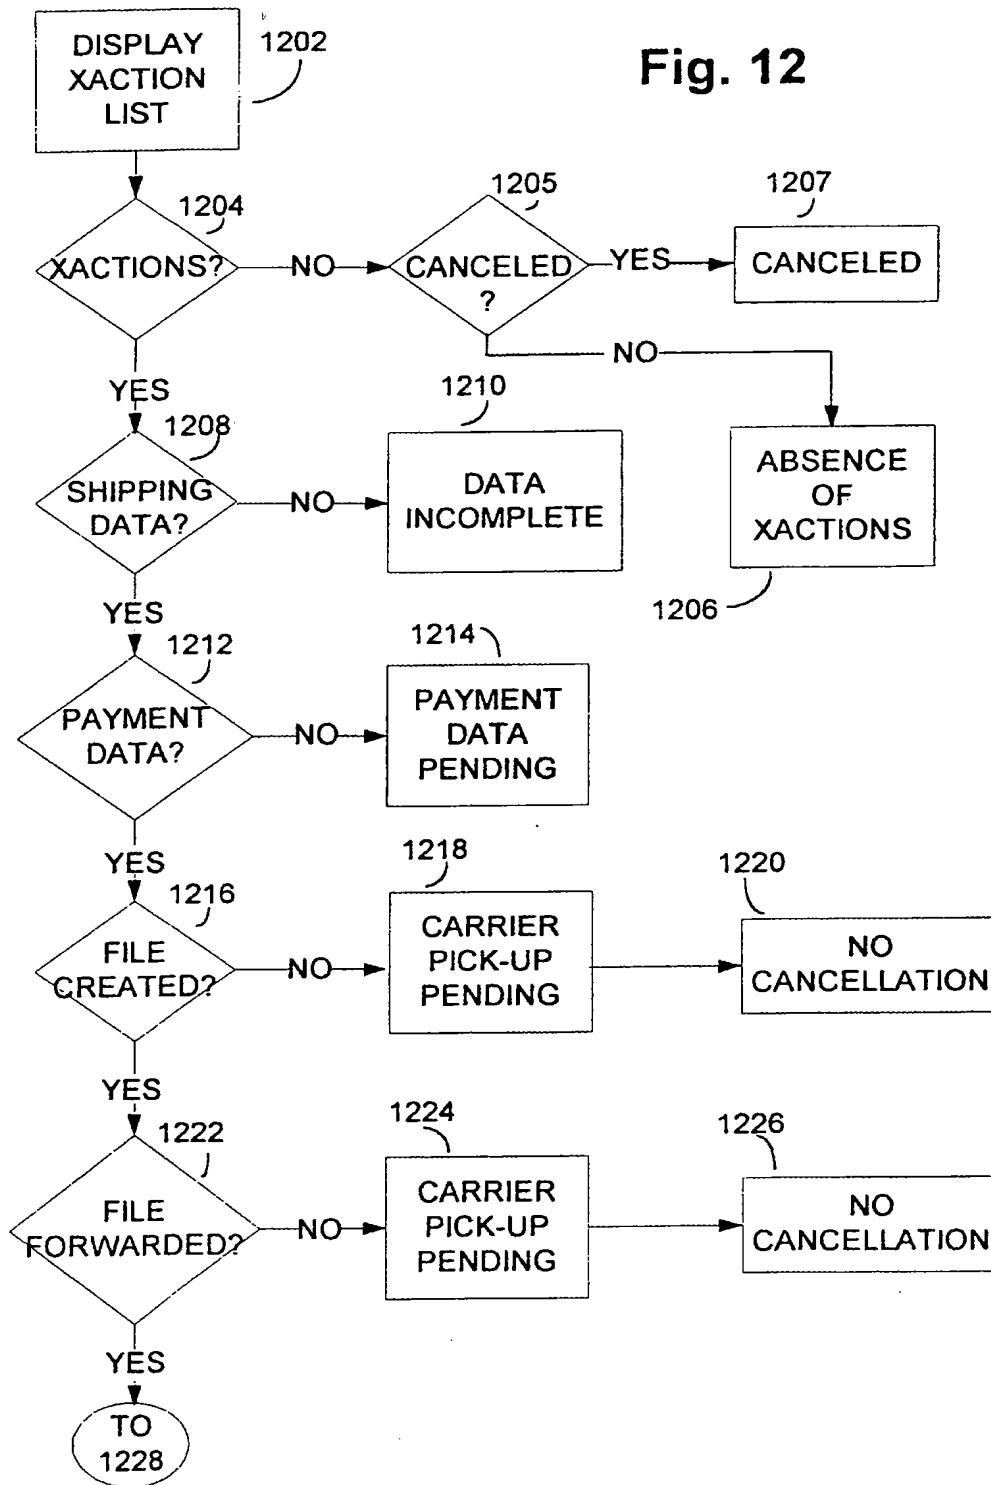 DISPLAY
XACTION
LIST
1202
Fig. 12
1204
XACTIONS?
NO
1205
CANCELED
?
YES
1207
CANCELED
NO
ABSENCE
OF
XACTIONS
1206
YES
1208
SHIPPING
DATA?
NO
1210
DATA
INCOMPLETE
YES
1212
PAYMENT
DATA?
NO
1214
PAYMENT
DATA
PENDING
YES
1216
FILE
CREATED?
NO
1218
CARRIER
PICK-UP
PENDING
1220
NO
CANCELLATION
YES
1222
FILE
FORWARDED?
NO
1224
CARRIER
PICK-UP
PENDING
1226
NO
CANCELLATION
YES
TO
1228